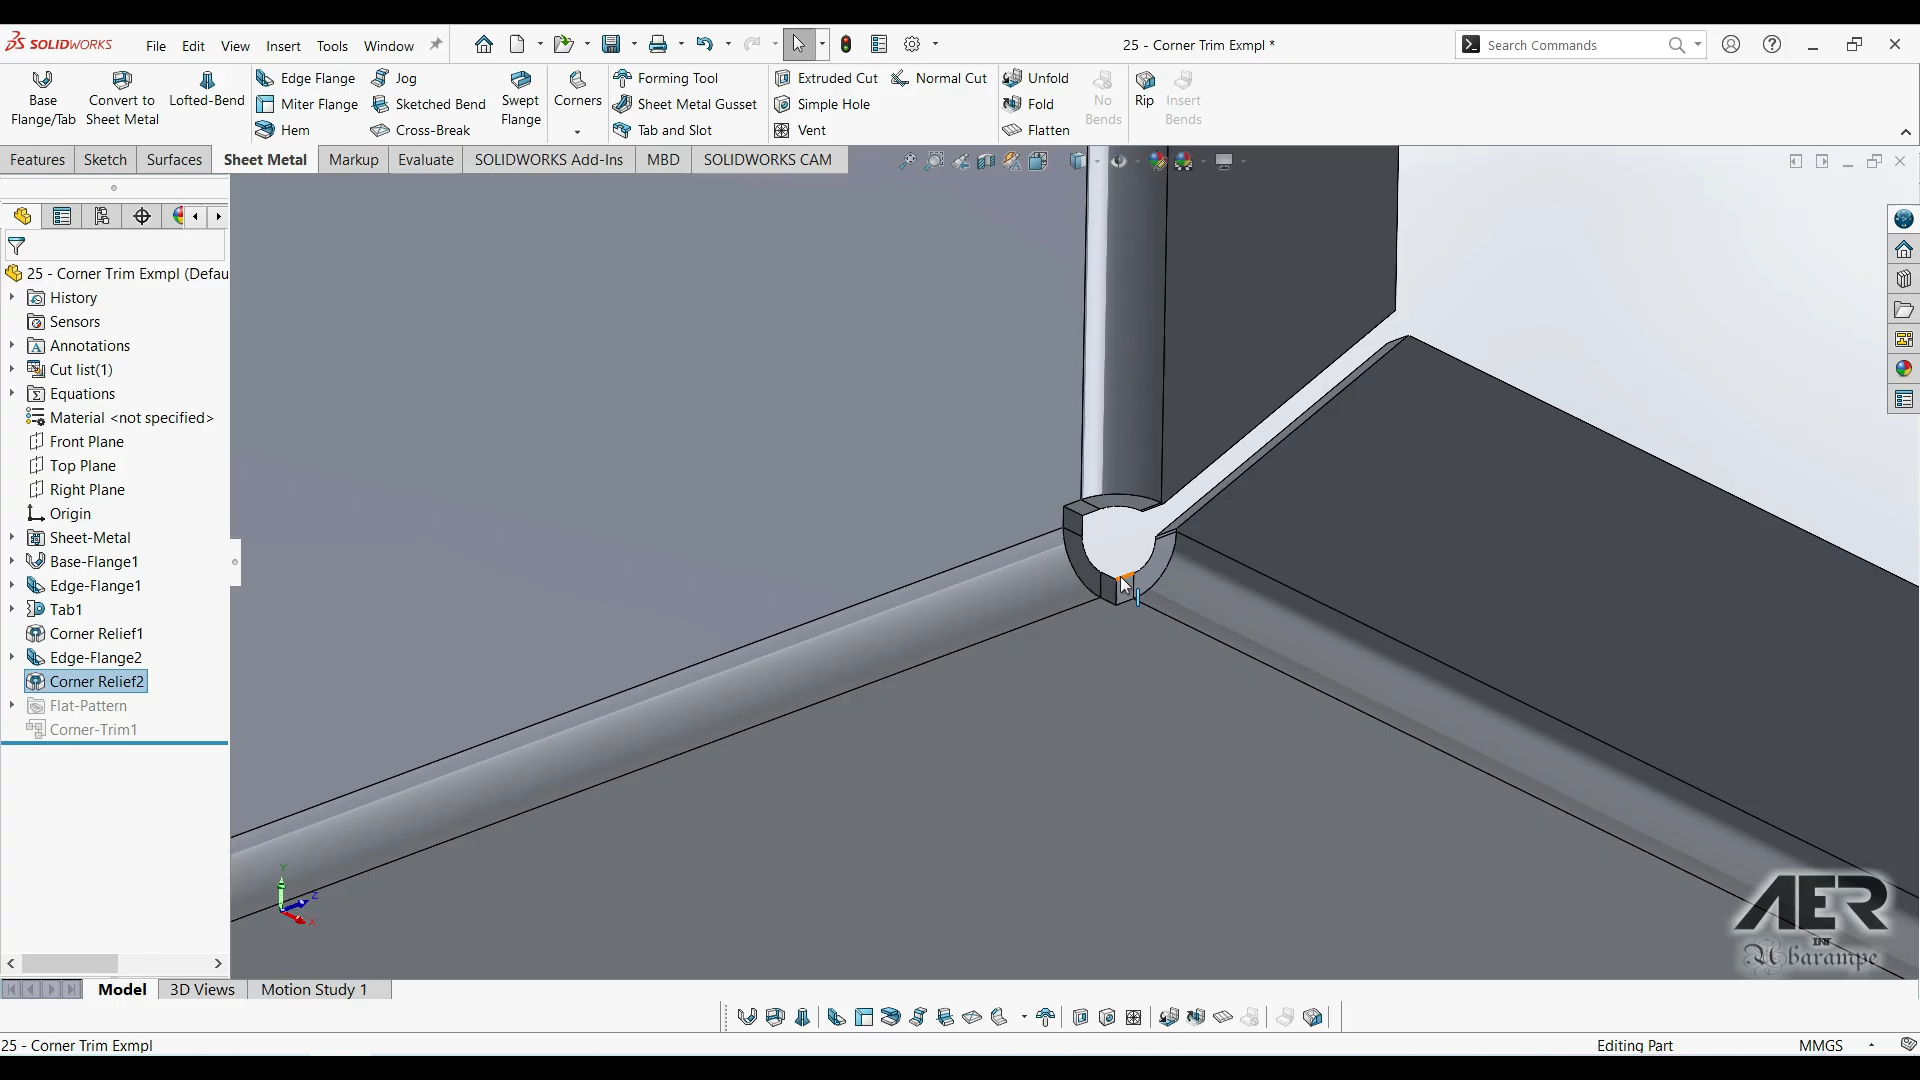 SOLIDWORKS File Edit View Insert Tools Window 25 - Corner Trim Exmpl * Search Commands
Base Flange/Tab
Convert to Sheet Metal
Lofted-Bend
Edge Flange
Miter Flange
Hem
Jog
Sketched Bend
Cross-Break
Swept Flange
Corners
Forming Tool
Sheet Metal Gusset
Tab and Slot
Extruded Cut
Simple Hole
Vent
Normal Cut
Unfold
Fold
Flatten
No Bends
Rip
Insert Bends
Features Sketch Surfaces Sheet Metal Markup Evaluate SOLIDWORKS Add-Ins MBD SOLIDWORKS CAM
25 - Corner Trim Exmpl (Defau
History
Sensors
Annotations
Cut list(1)
Equations
Material <not specified>
Front Plane
Top Plane
Right Plane
Origin
Sheet-Metal
Base-Flange1
Edge-Flange1
Tab1
Corner Relief1
Edge-Flange2
Corner Relief2
Flat-Pattern
Corner-Trim1
Y
Z
X
AER
INS
Abarampe
Model 3D Views Motion Study 1
25 - Corner Trim Exmpl Editing Part MMGS